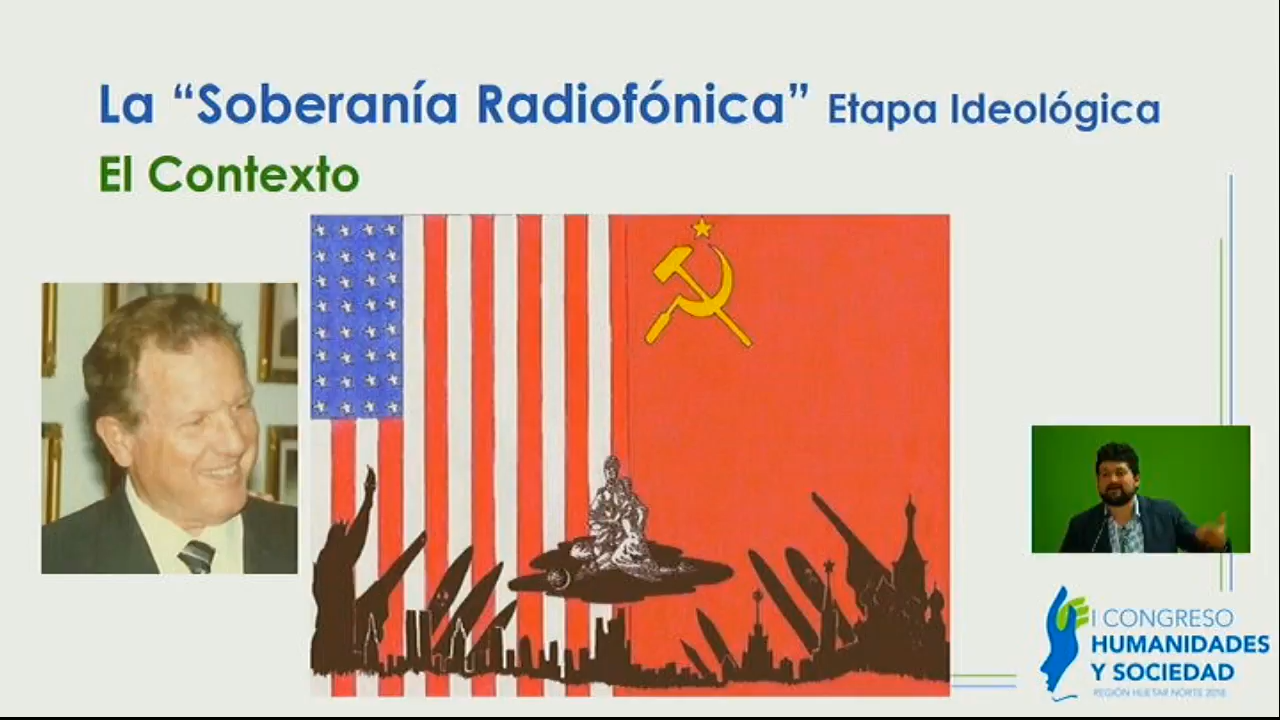 La “Soberanía Radiofónica” Etapa Ideológica
El Contexto
I CONGRESO
HUMANIDADES
Y SOCIEDAD
REGIÓN HUETAR NORTE 2018